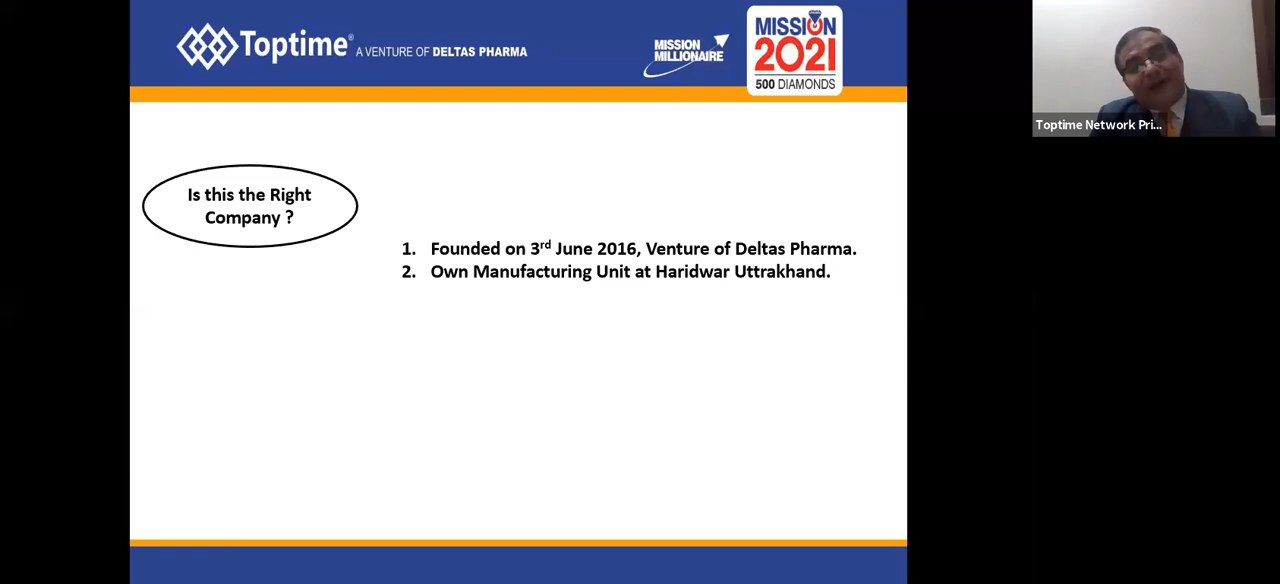 Toptime® A VENTURE OF DELTAS PHARMA
MISSION
MILLIONAIRE
MISSION
2021
500 DIAMONDS
Toptime Network Pri...
Is this the Right
Company ?
1. Founded on 3rd June 2016, Venture of Deltas Pharma.
2. Own Manufacturing Unit at Haridwar Uttrakhand.